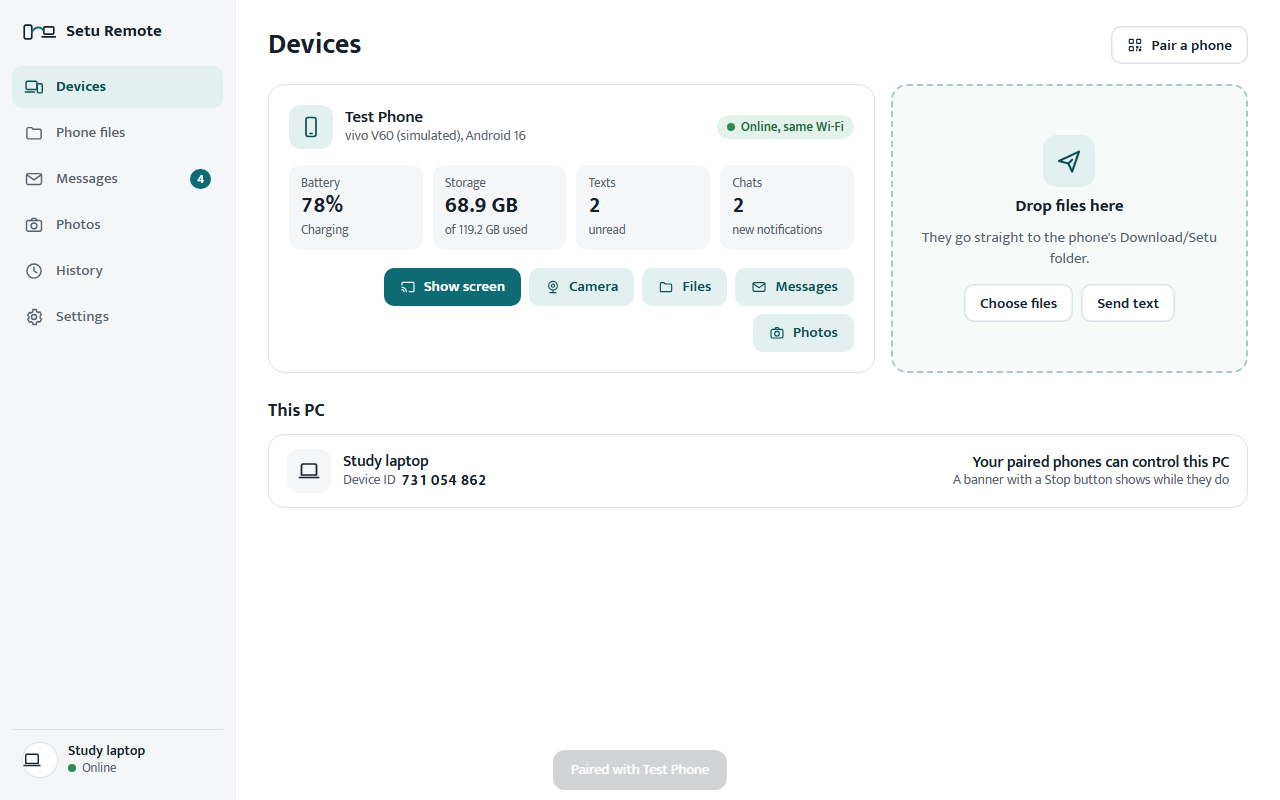 Setu Remote
Devices
Phone files
Messages
4
Photos
History
Settings
Study laptop
Online
Devices
Pair a phone
Test Phone
vivo V60 (simulated), Android 16
Online, same Wi-Fi
Battery
78%
Charging
Storage
68.9 GB
of 119.2 GB used
Texts
2
unread
Chats
2
new notifications
Show screen
Camera
Files
Messages
Photos
Drop files here
They go straight to the phone's Download/Setu
folder.
Choose files
Send text
This PC
Study laptop
Device ID 731 054 862
Your paired phones can control this PC
A banner with a Stop button shows while they do
Paired with Test Phone